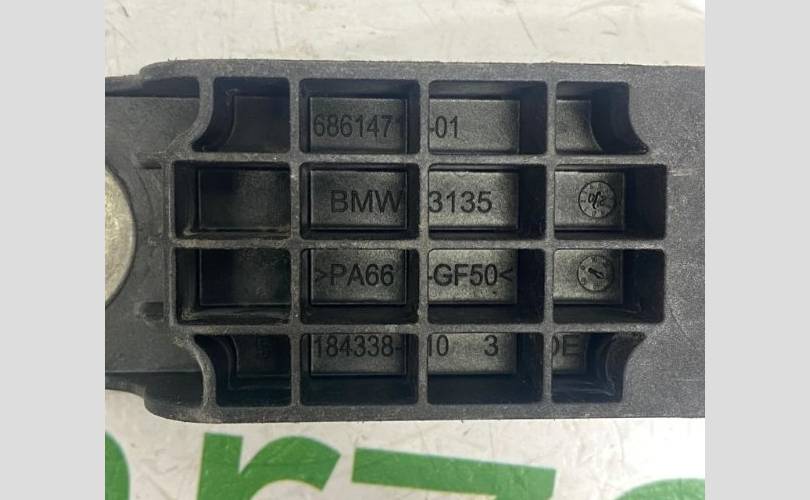 6861471 -01
BMW 3135
>PA66 -GF50<
184338- 10 3 DE